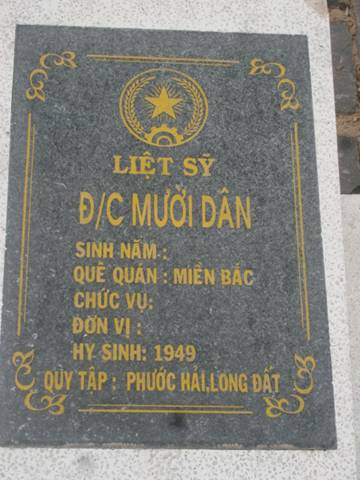 LIỆT SỸ
Đ/C MƯỜI DÂN
SINH NĂM :
QUÊ QUÁN : MIỀN BẮC
CHỨC VỤ:
ĐƠN VỊ :
HY SINH: 1949
QUY TẬP : PHƯỚC HẢI,LONG ĐẤT